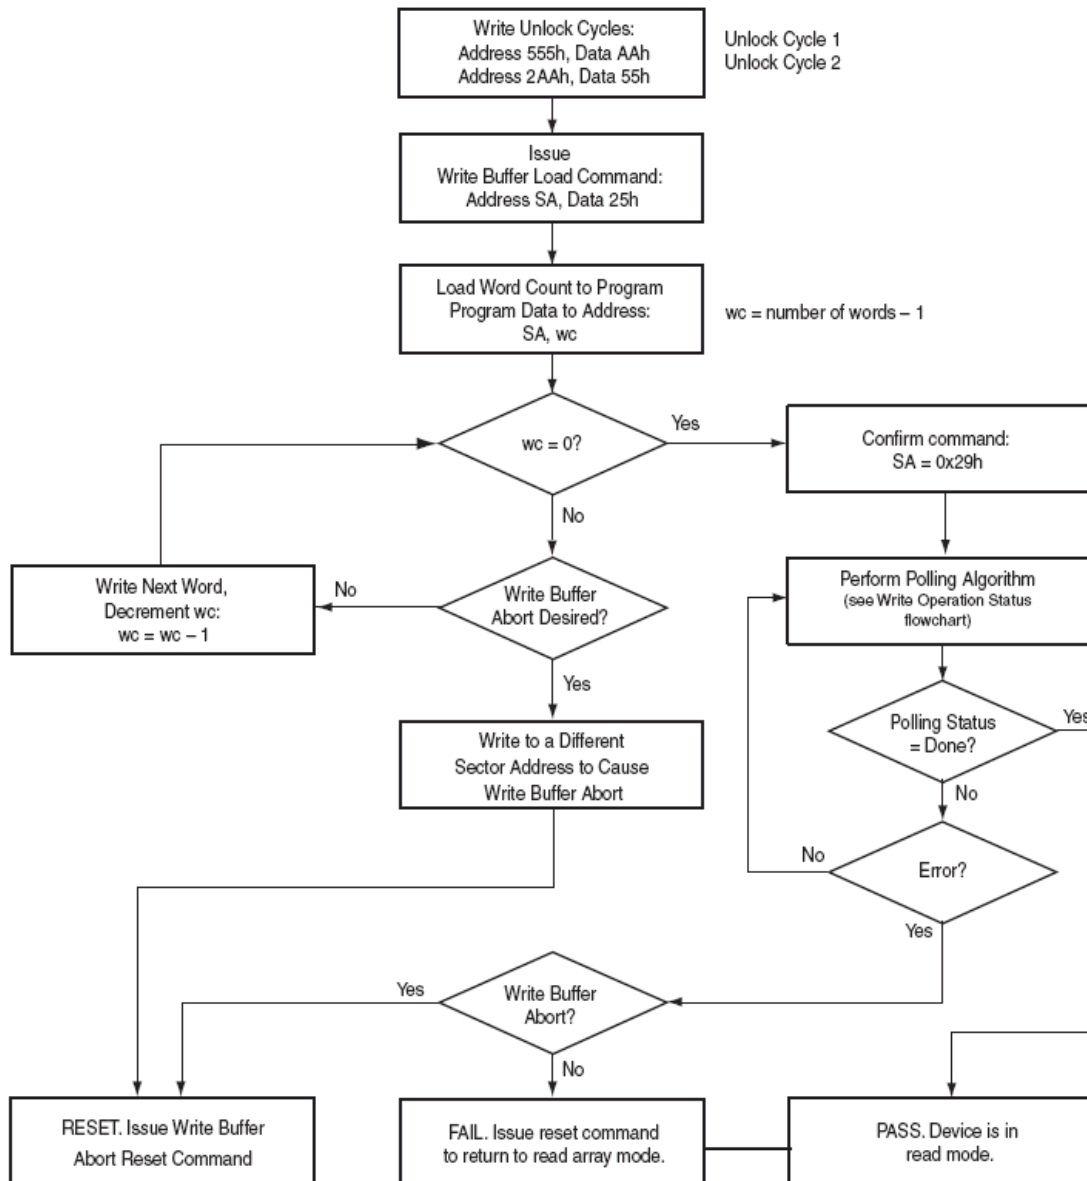 Write Unlock Cycles:
Address 555h, Data AAh
Address 2AAh, Data 55h
Unlock Cycle 1
Unlock Cycle 2
Issue
Write Buffer Load Command:
Address SA, Data 25h
Load Word Count to Program
Program Data to Address:
SA, wc
wc = number of words – 1
wc = 0?
Yes
Confirm command:
SA = 0x29h
No
Write Next Word,
Decrement wc:
wc = wc – 1
No
Write Buffer
Abort Desired?
Perform Polling Algorithm
(see Write Operation Status
flowchart)
Yes
Write to a Different
Sector Address to Cause
Write Buffer Abort
Polling Status
= Done?
Yes
No
No
Error?
Yes
Yes
Write Buffer
Abort?
No
RESET. Issue Write Buffer
Abort Reset Command
FAIL. Issue reset command
to return to read array mode.
PASS. Device is in
read mode.